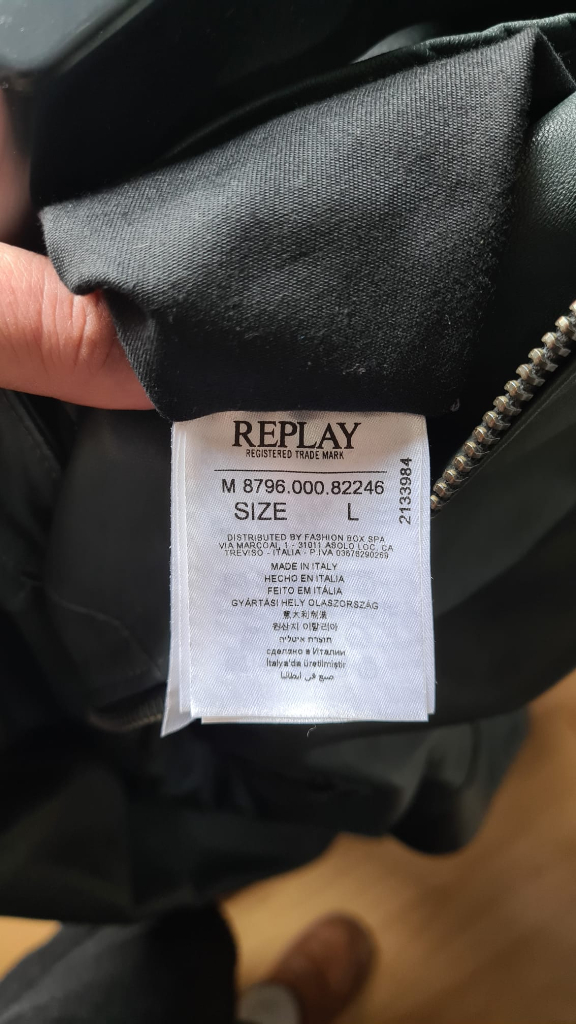 REPLAY
REGISTERED TRADE MARK
M 8796.000.82246
SIZE L
2133984
DISTRIBUTED BY FASHION BOX SPA
VIA MARCOAI, 1 - 31011 ASOLO LOC. CA
TREVISO - ITALIA - P.IVA 03678290269
MADE IN ITALY
HECHO EN ITALIA
FEITO EM ITÁLIA
GYÁRTÁSI HELY OLASZORSZÁG
意大利制造
원산지 이탈리아
תוצרת איטליה
сделано в Италии
İtalya'da üretilmiştir
صنع في ايطاليا